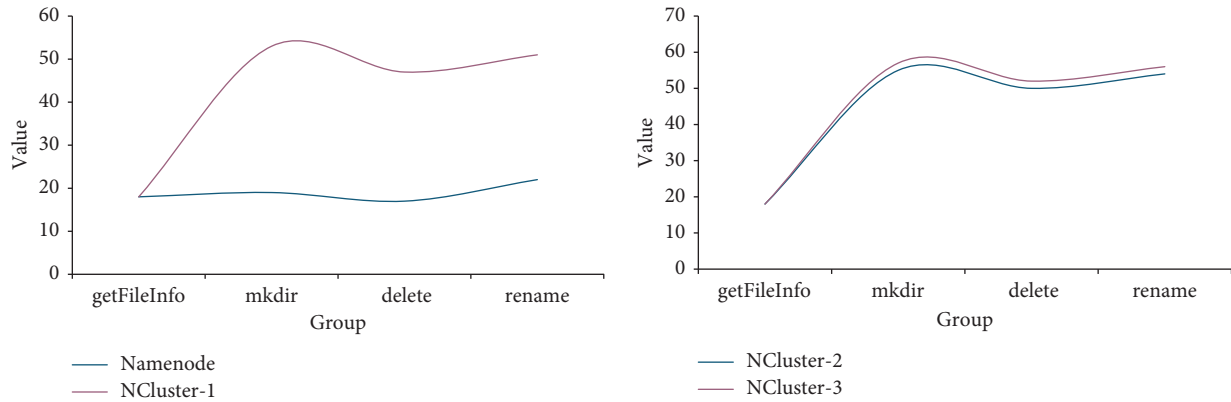 60
50
40
30
20
10
0
Value
getFileInfo mkdir delete rename
Group
Namenode
NCluster-1
70
60
50
40
30
20
10
0
Value
getFileInfo mkdir delete rename
Group
NCluster-2
NCluster-3